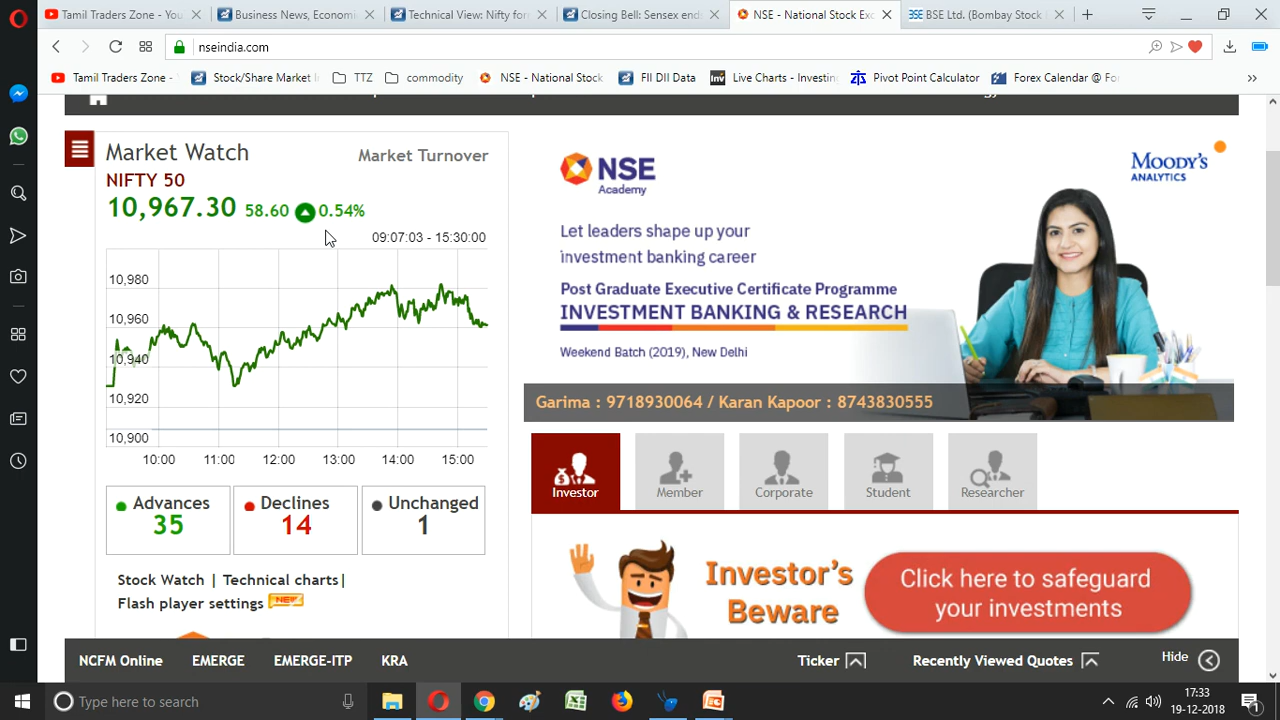 Tamil Traders Zone - You
Business News, Economi
Technical View: Nifty for
Closing Bell: Sensex end
NSE - National Stock Exc
BSE Ltd. (Bombay Stock
nseindia.com
Tamil Traders Zone -
Stock/Share Market I
TTZ
commodity
NSE - National Stock
FII DII Data
Inv
Live Charts - Investin
Pivot Point Calculator
Forex Calendar @ Fo
Market Watch
Market Turnover
NIFTY 50
10,967.30 58.60 0.54%
09:07:03 - 15:30:00
10,980
10,960
10,940
10,920
10,900
10:00 11:00 12:00 13:00 14:00 15:00
Advances
35
Declines
14
Unchanged
1
Stock Watch | Technical charts|
Flash player settings NEW
NSE
Academy
MOODY'S
ANALYTICS
Let leaders shape up your
investment banking career
Post Graduate Executive Certificate Programme
INVESTMENT BANKING & RESEARCH
Weekend Batch (2019), New Delhi
Garima : 9718930064 / Karan Kapoor : 8743830555
Investor
Member
Corporate
Student
Researcher
Investor's
Beware
Click here to safeguard
your investments
NCFM Online EMERGE EMERGE-ITP KRA
Ticker
Recently Viewed Quotes
Hide
Type here to search
17:33
19-12-2018
1